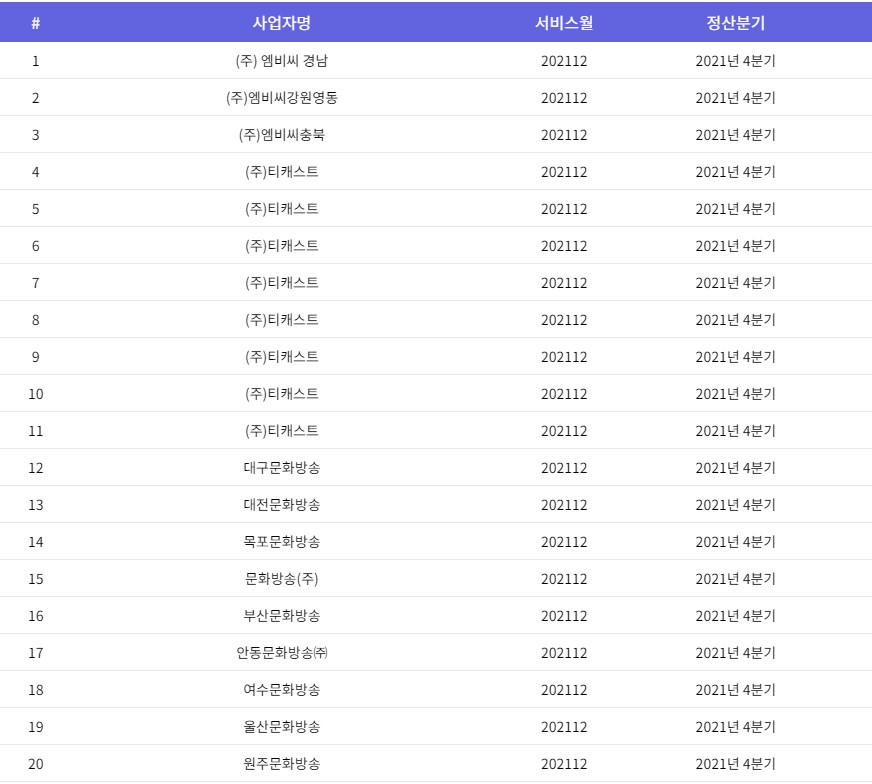 # 사업자명 서비스월 정산분기
1 (주) 엠비씨 경남 202112 2021년 4분기
2 (주)엠비씨강원영동 202112 2021년 4분기
3 (주)엠비씨충북 202112 2021년 4분기
4 (주)티캐스트 202112 2021년 4분기
5 (주)티캐스트 202112 2021년 4분기
6 (주)티캐스트 202112 2021년 4분기
7 (주)티캐스트 202112 2021년 4분기
8 (주)티캐스트 202112 2021년 4분기
9 (주)티캐스트 202112 2021년 4분기
10 (주)티캐스트 202112 2021년 4분기
11 (주)티캐스트 202112 2021년 4분기
12 대구문화방송 202112 2021년 4분기
13 대전문화방송 202112 2021년 4분기
14 목포문화방송 202112 2021년 4분기
15 문화방송(주) 202112 2021년 4분기
16 부산문화방송 202112 2021년 4분기
17 안동문화방송㈜ 202112 2021년 4분기
18 여수문화방송 202112 2021년 4분기
19 울산문화방송 202112 2021년 4분기
20 원주문화방송 202112 2021년 4분기